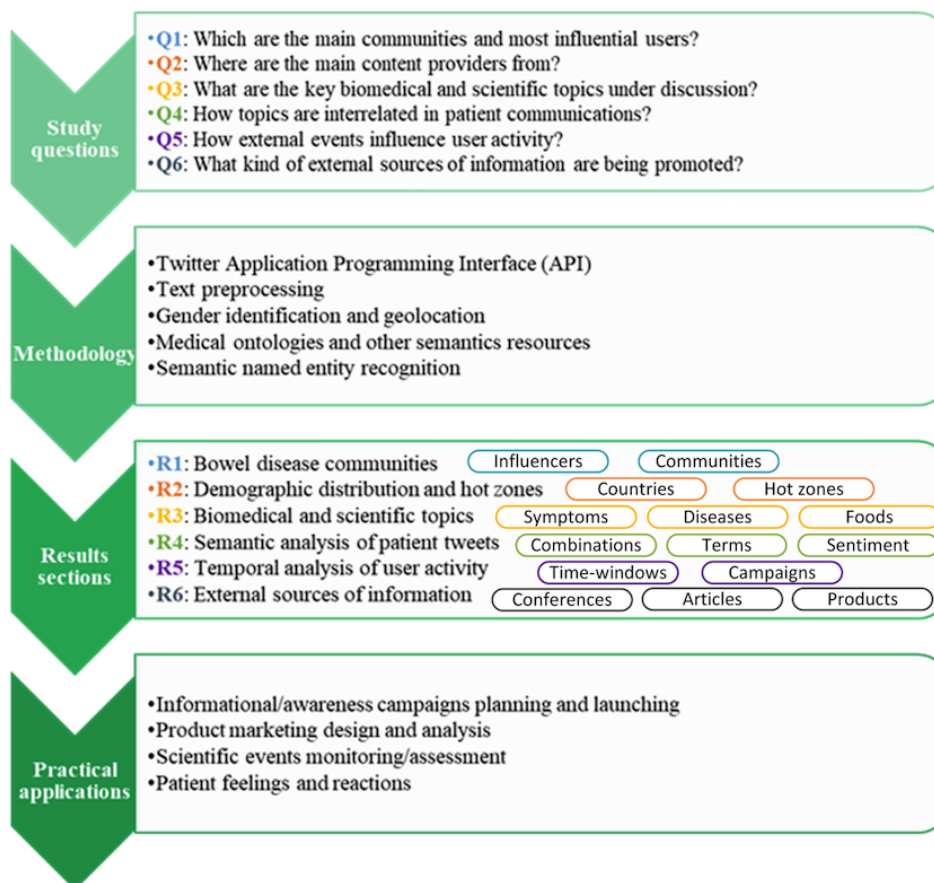 Study questions
•Q1: Which are the main communities and most influential users?
•Q2: Where are the main content providers from?
•Q3: What are the key biomedical and scientific topics under discussion?
•Q4: How topics are interrelated in patient communications?
•Q5: How external events influence user activity?
•Q6: What kind of external sources of information are being promoted?
Methodology
•Twitter Application Programming Interface (API)
•Text preprocessing
•Gender identification and geolocation
•Medical ontologies and other semantics resources
•Semantic named entity recognition
Results sections
•R1: Bowel disease communities Influencers Communities
•R2: Demographic distribution and hot zones Countries Hot zones
•R3: Biomedical and scientific topics Symptoms Diseases Foods
•R4: Semantic analysis of patient tweets Combinations Terms Sentiment
•R5: Temporal analysis of user activity Time-windows Campaigns
•R6: External sources of information Conferences Articles Products
Practical applications
•Informational/awareness campaigns planning and launching
•Product marketing design and analysis
•Scientific events monitoring/assessment
•Patient feelings and reactions